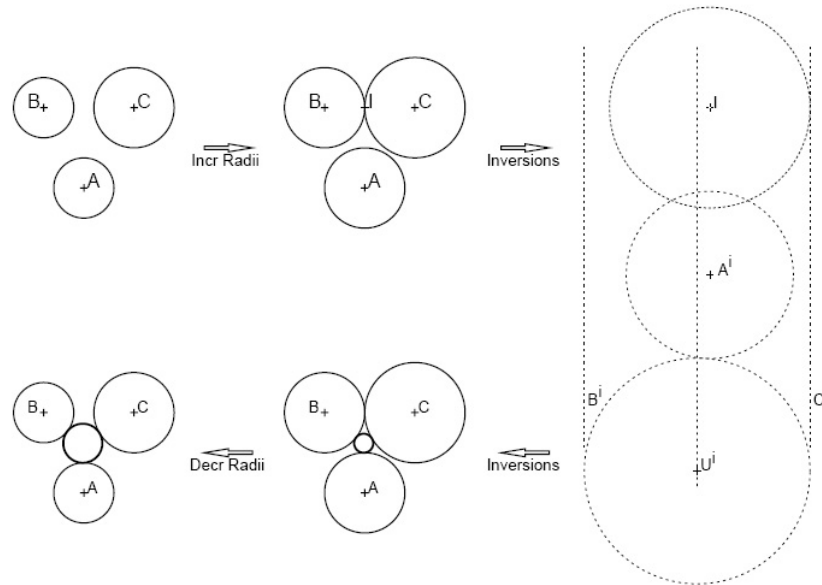 B C
A
Incr Radii
B I C
A
Inversions
I
A^i
B^i C
U^i
Inversions
B C
A
Decr Radii
B C
A